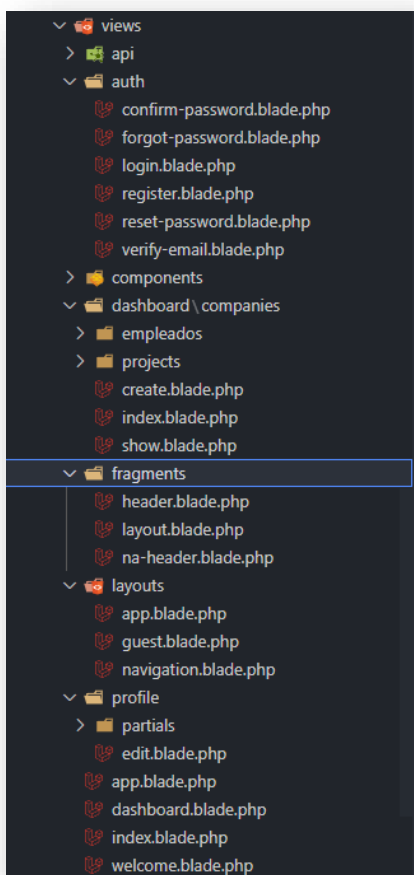 views
api
auth
confirm-password.blade.php
forgot-password.blade.php
login.blade.php
register.blade.php
reset-password.blade.php
verify-email.blade.php
components
dashboard\companies
empleados
projects
create.blade.php
index.blade.php
show.blade.php
fragments
header.blade.php
layout.blade.php
na-header.blade.php
layouts
app.blade.php
guest.blade.php
navigation.blade.php
profile
partials
edit.blade.php
app.blade.php
dashboard.blade.php
index.blade.php
welcome.blade.php